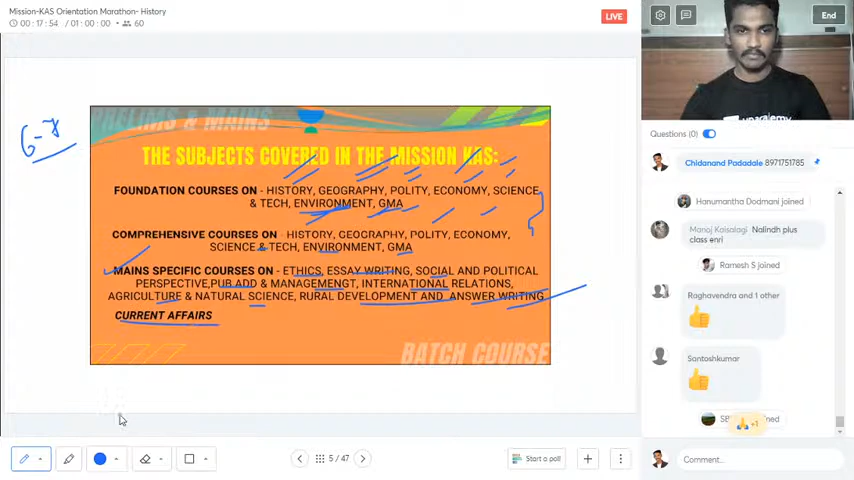 Mission-KAS Orientation Marathon- History
00 : 17 : 54 / 01 : 00 : 00 • 60
LIVE
End
6-7
PRELIMS & MAINS
THE SUBJECTS COVERED IN THE MISSION KAS:
FOUNDATION COURSES ON - HISTORY, GEOGRAPHY, POLITY, ECONOMY, SCIENCE
& TECH, ENVIRONMENT, GMA
COMPREHENSIVE COURSES ON - HISTORY, GEOGRAPHY, POLITY, ECONOMY,
SCIENCE & TECH, ENVIRONMENT, GMA
MAINS SPECIFIC COURSES ON - ETHICS, ESSAY WRITING, SOCIAL AND POLITICAL
PERSPECTIVE,PUB ADD & MANAGEMENGT, INTERNATIONAL RELATIONS,
AGRICULTURE & NATURAL SCIENCE, RURAL DEVELOPMENT AND ANSWER WRITING
CURRENT AFFAIRS
BATCH COURSE
Questions (0)
Chidanand Padadale 8971751785
Hanumantha Dodmani joined
Manoj Kaisalagi Nalindh plus
class enri
Ramesh S joined
Raghavendra and 1 other
Santoshkumar
+1
5 / 47
Start a poll
Comment...